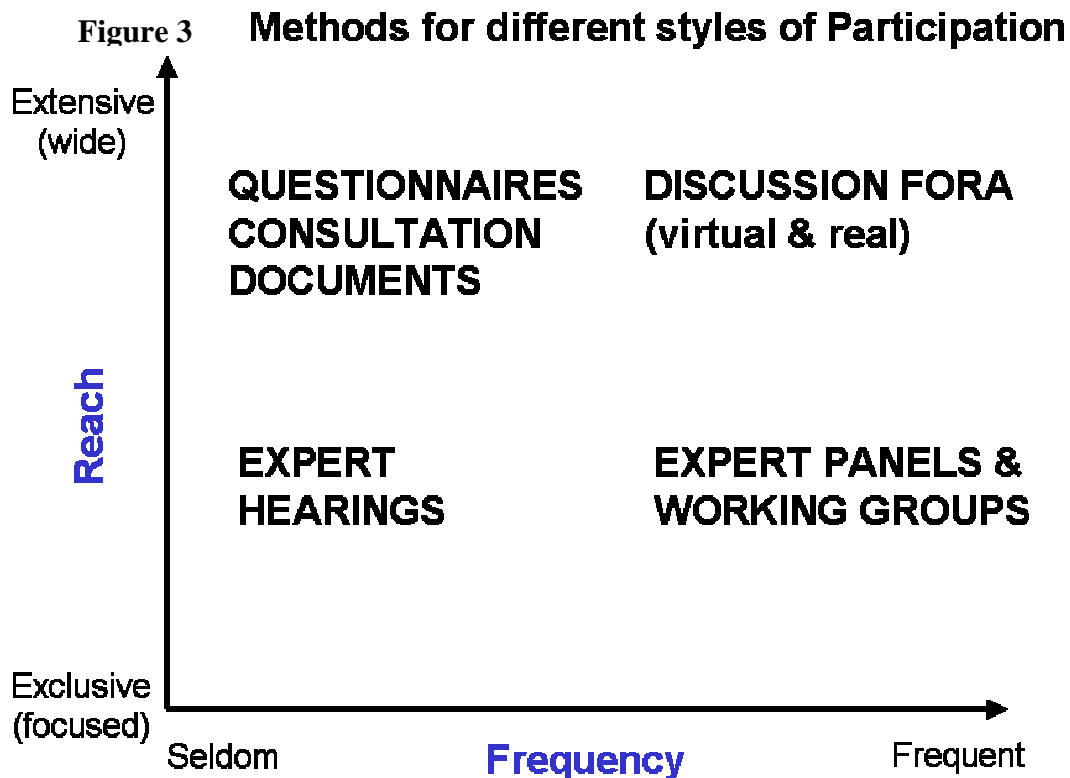 Figure 3 Methods for different styles of Participation
Extensive
(wide)
QUESTIONNAIRES
CONSULTATION
DOCUMENTS
DISCUSSION FORA
(virtual & real)
Reach
EXPERT
HEARINGS
EXPERT PANELS &
WORKING GROUPS
Exclusive
(focused)
Seldom
Frequency
Frequent